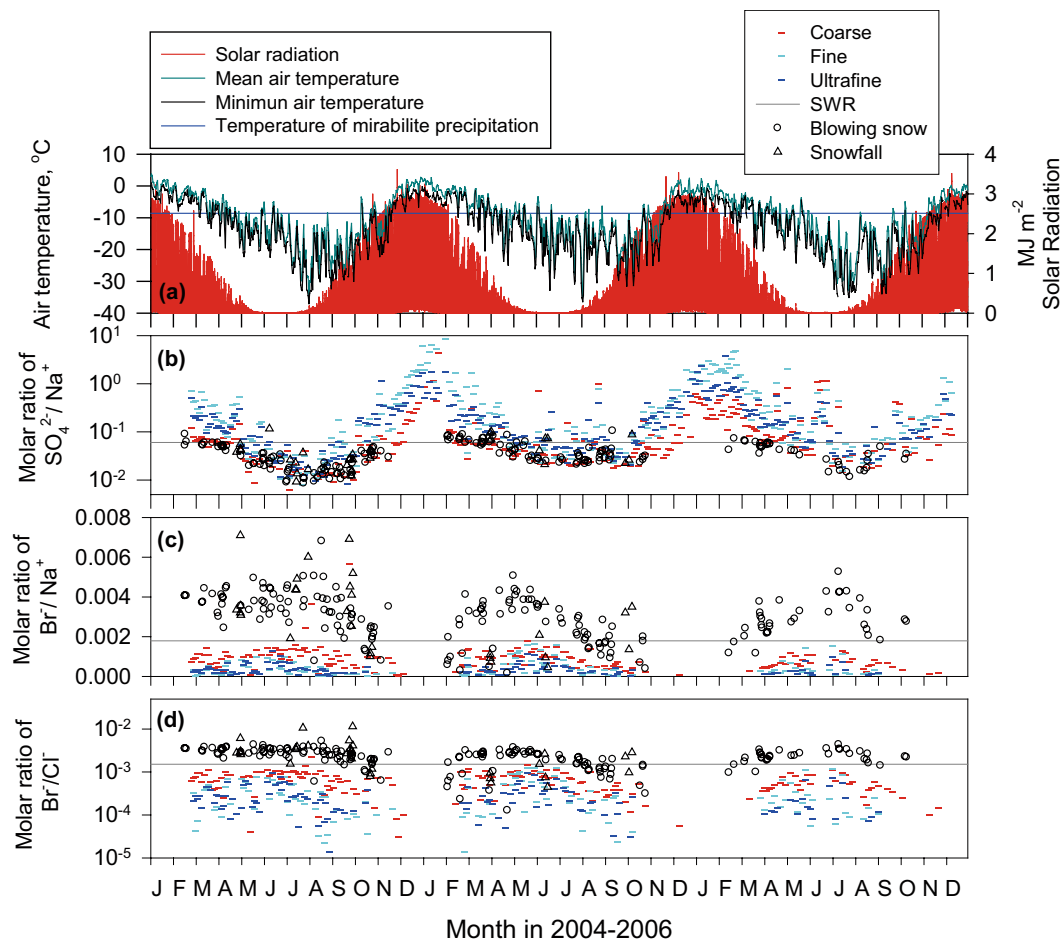 Solar radiation
Mean air temperature
Minimun air temperature
Temperature of mirabilite precipitation
Coarse
Fine
Ultrafine
SWR
Blowing snow
Snowfall
Air temperature, °C
10
0
-10
-20
-30
-40
(a)
4
3
2
1
0
MJ m⁻²
Solar Radiation
Molar ratio of
SO₄²⁻/ Na⁺
10¹
10⁰
10⁻¹
10⁻²
(b)
Molar ratio of
Br⁻/ Na⁺
0.008
0.006
0.004
0.002
0.000
(c)
Molar ratio of
Br⁻/Cl⁻
10⁻²
10⁻³
10⁻⁴
10⁻⁵
(d)
J F M A M J J A S O N D J F M A M J J A S O N D J F M A M J J A S O N D
Month in 2004-2006